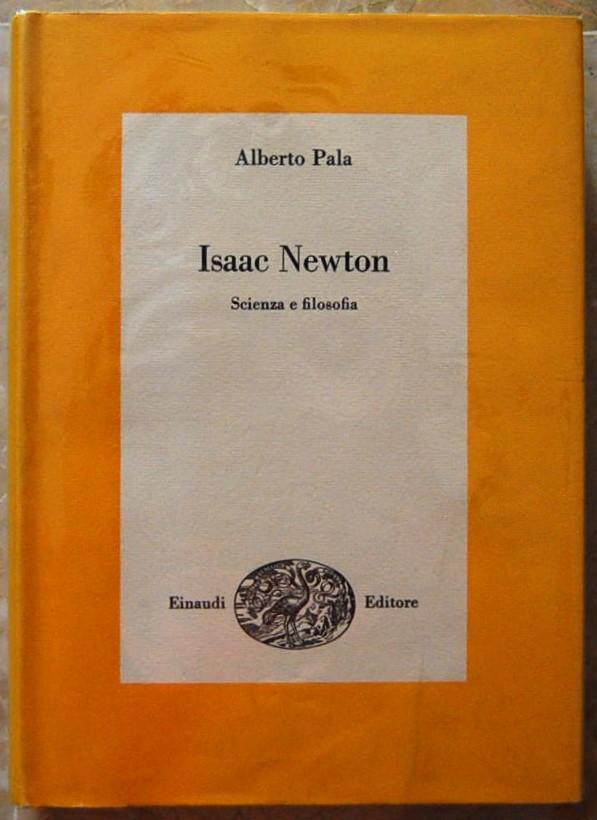 Alberto Pala
Isaac Newton
Scienza e filosofia
Einaudi Editore